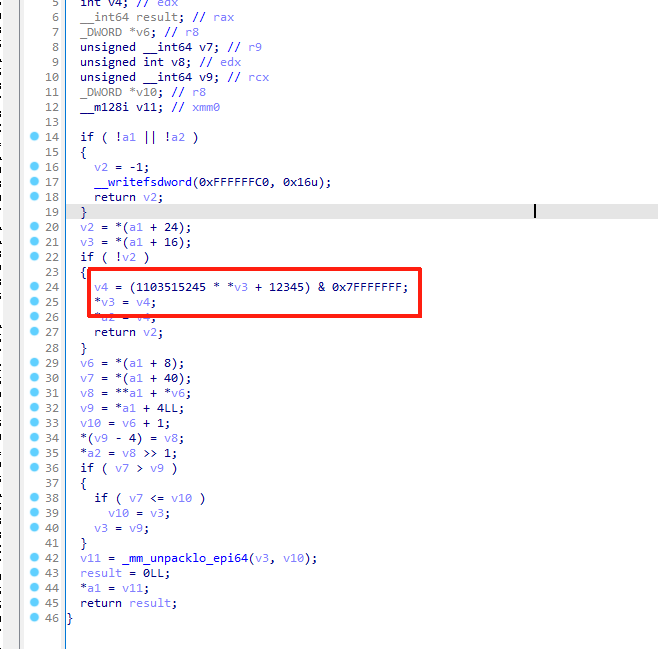 5 int v4; // edx
6 __int64 result; // rax
7 _DWORD *v6; // r8
8 unsigned __int64 v7; // r9
9 unsigned int v8; // edx
10 unsigned __int64 v9; // rcx
11 _DWORD *v10; // r8
12 __m128i v11; // xmm0
13
14 if ( !a1 || !a2 )
15 {
16 v2 = -1;
17 __writefsdword(0xFFFFFFC0, 0x16u);
18 return v2;
19 }
20 v2 = *(a1 + 24);
21 v3 = *(a1 + 16);
22 if ( !v2 )
23 {
24 v4 = (1103515245 * *v3 + 12345) & 0x7FFFFFFF;
25 *v3 = v4;
26 *a2 = v4;
27 return v2;
28 }
29 v6 = *(a1 + 8);
30 v7 = *(a1 + 40);
31 v8 = **a1 + *v6;
32 v9 = *a1 + 4LL;
33 v10 = v6 + 1;
34 *(v9 - 4) = v8;
35 *a2 = v8 >> 1;
36 if ( v7 > v9 )
37 {
38 if ( v7 <= v10 )
39 v10 = v3;
40 v3 = v9;
41 }
42 v11 = _mm_unpacklo_epi64(v3, v10);
43 result = 0LL;
44 *a1 = v11;
45 return result;
46 }